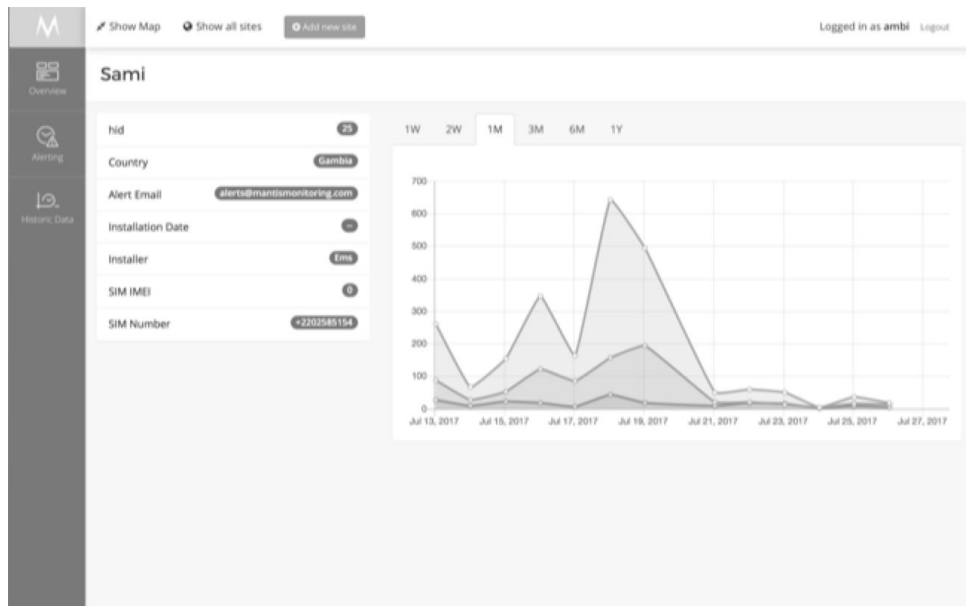 M
Show Map Show all sites Add new site Logged in as ambi Logout
Overview
Alerting
Historic Data
Sami
hid 25
Country Gambia
Alert Email alerts@mantismonitoring.com
Installation Date --
Installer Ems
SIM IMEI 0
SIM Number +2202585154
1W 2W 1M 3M 6M 1Y
700
600
500
400
300
200
100
0
Jul 13, 2017 Jul 15, 2017 Jul 17, 2017 Jul 19, 2017 Jul 21, 2017 Jul 23, 2017 Jul 25, 2017 Jul 27, 2017